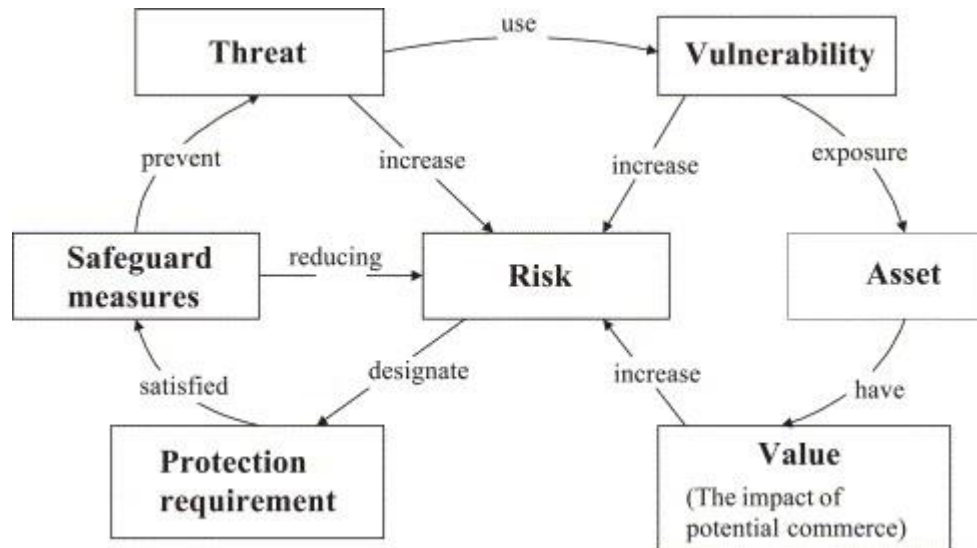 use
Threat
Vulnerability
prevent
increase
increase
exposure
Safeguard
measures
reducing
Risk
Asset
satisfied
designate
increase
have
Protection
requirement
Value
(The impact of
potential commerce)